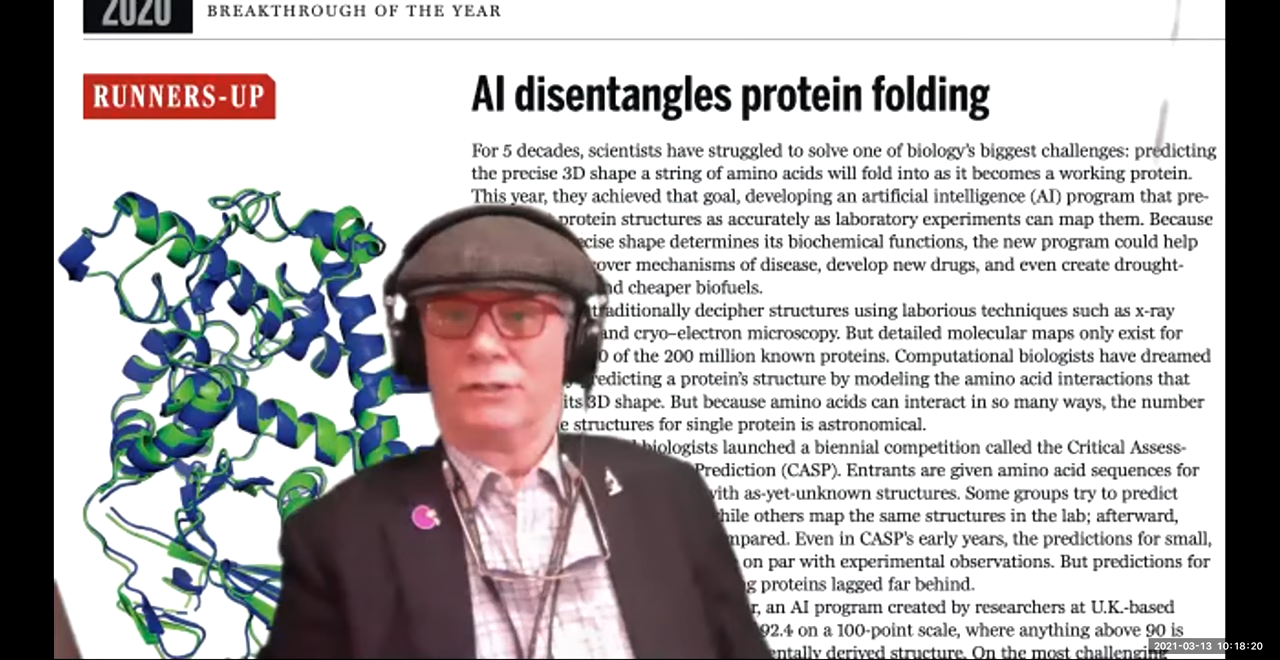 2020
BREAKTHROUGH OF THE YEAR
RUNNERS-UP
AI disentangles protein folding
For 5 decades, scientists have struggled to solve one of biology's biggest challenges: predicting
the precise 3D shape a string of amino acids will fold into as it becomes a working protein.
This year, they achieved that goal, developing an artificial intelligence (AI) program that pre-
protein structures as accurately as laboratory experiments can map them. Because
shape determines its biochemical functions, the new program could help
mechanisms of disease, develop new drugs, and even create drought-
cheaper biofuels.
traditionally decipher structures using laborious techniques such as x-ray
and cryo–electron microscopy. But detailed molecular maps only exist for
of the 200 million known proteins. Computational biologists have dreamed
predicting a protein's structure by modeling the amino acid interactions that
its 3D shape. But because amino acids can interact in so many ways, the number
structures for single protein is astronomical.
biologists launched a biennial competition called the Critical Assess-
Prediction (CASP). Entrants are given amino acid sequences for
with as-yet-unknown structures. Some groups try to predict
while others map the same structures in the lab; afterward,
Even in CASP's early years, the predictions for small,
on par with experimental observations. But predictions for
proteins lagged far behind.
an AI program created by researchers at U.K.-based
92.4 on a 100-point scale, where anything above 90 is
derived structure. On the most challenging
2021-03-13 10:18:20